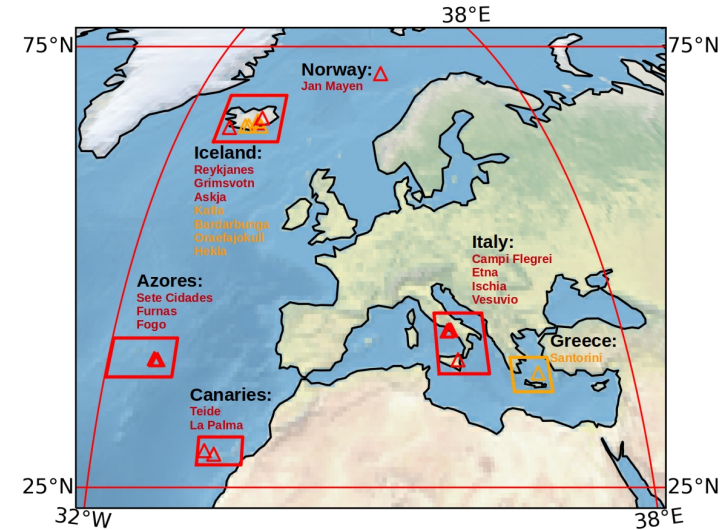 38°E
75°N
75°N
Norway:
Jan Mayen
Iceland:
Reykjanes
Grimsvotn
Askja
Katla
Bardarbunga
Oraefajokull
Hekla
Italy:
Campi Flegrei
Etna
Ischia
Vesuvio
Azores:
Sete Cidades
Furnas
Fogo
Greece:
Santorini
Canaries:
Teide
La Palma
25°N
25°N
32°W
38°E